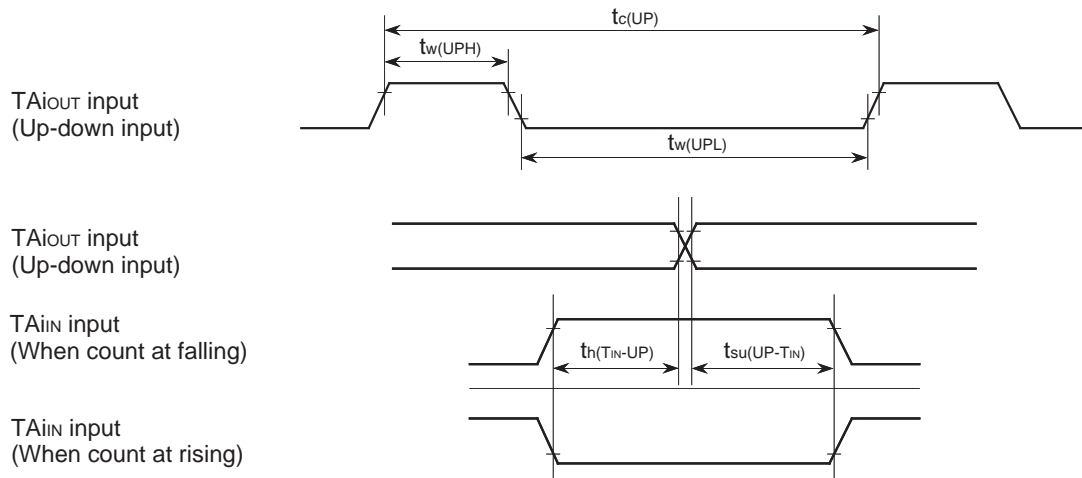 tc(UP)
tw(UPH)
TAiOUT input
(Up-down input)
tw(UPL)
TAiOUT input
(Up-down input)
TAiIN input
(When count at falling)
th(TIN-UP)
tsu(UP-TIN)
TAiIN input
(When count at rising)